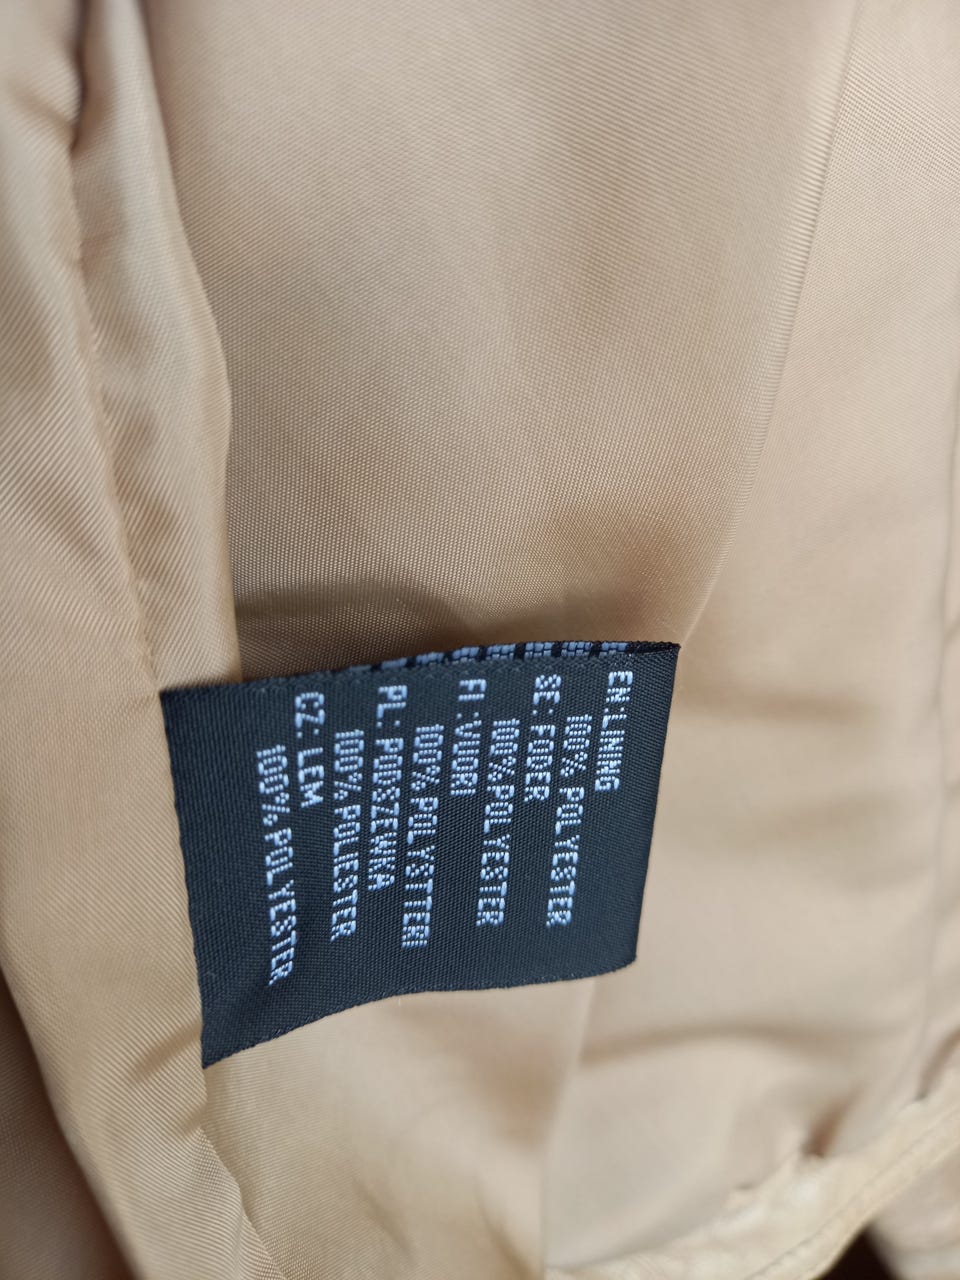 EN:LINING
100% POLYESTER
SE: FODER
100% POLYESTER
FI :VUORI
100% POLYSTTERI
PL: PODSZEWKA
100% POLIESTER
CZ: LEM
100% POLYESTER